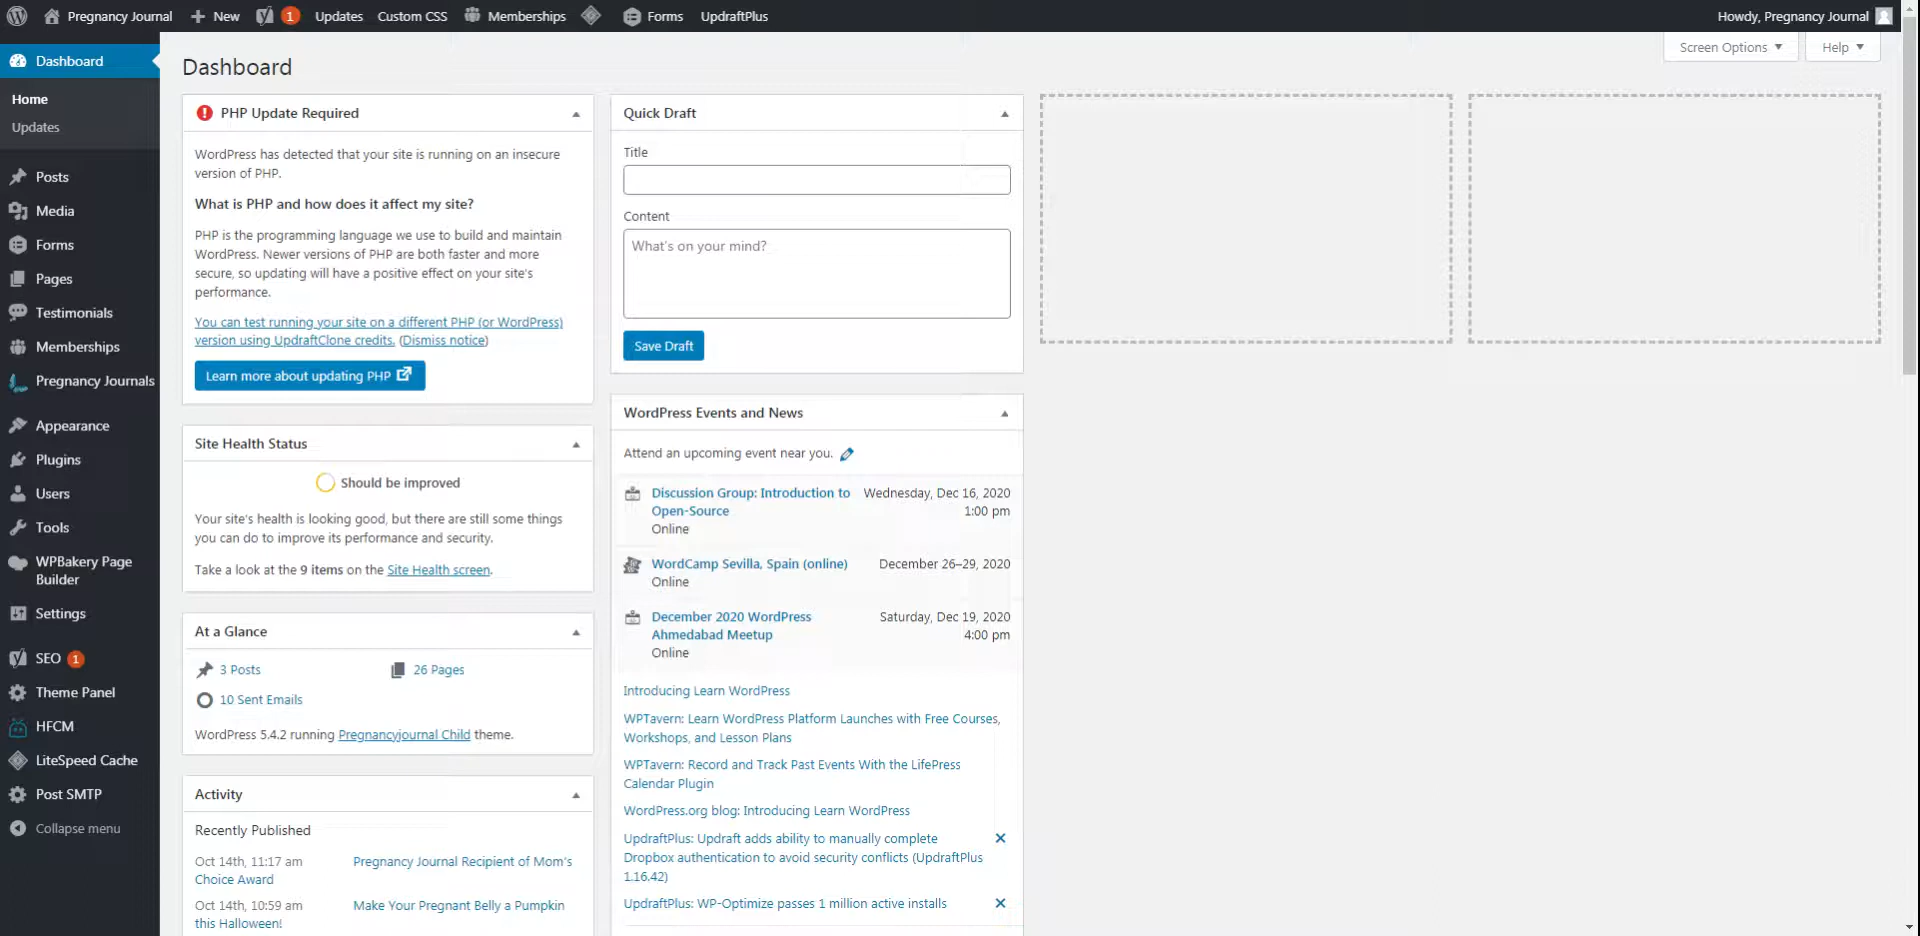 Pregnancy Journal
New
1
Updates
Custom CSS
Memberships
Forms
UpdraftPlus
Howdy, Pregnancy Journal
Dashboard
Home
Updates
Posts
Media
Forms
Pages
Testimonials
Memberships
Pregnancy Journals
Appearance
Plugins
Users
Tools
WPBakery Page
Builder
Settings
SEO 1
Theme Panel
HFCM
LiteSpeed Cache
Post SMTP
Collapse menu
Screen Options
Help
Dashboard
PHP Update Required
WordPress has detected that your site is running on an insecure
version of PHP.
What is PHP and how does it affect my site?
PHP is the programming language we use to build and maintain
WordPress. Newer versions of PHP are both faster and more
secure, so updating will have a positive effect on your site's
performance.
You can test running your site on a different PHP (or WordPress)
version using UpdraftClone credits. (Dismiss notice)
Learn more about updating PHP
Site Health Status
Should be improved
Your site's health is looking good, but there are still some things
you can do to improve its performance and security.
Take a look at the 9 items on the Site Health screen.
At a Glance
3 Posts
26 Pages
10 Sent Emails
WordPress 5.4.2 running Pregnancyjournal Child theme.
Activity
Recently Published
Oct 14th, 11:17 am Pregnancy Journal Recipient of Mom's
Choice Award
Oct 14th, 10:59 am Make Your Pregnant Belly a Pumpkin
this Halloween!
Quick Draft
Title
Content
What's on your mind?
Save Draft
WordPress Events and News
Attend an upcoming event near you.
Discussion Group: Introduction to Wednesday, Dec 16, 2020
Open-Source 1:00 pm
Online
WordCamp Sevilla, Spain (online) December 26–29, 2020
Online
December 2020 WordPress Saturday, Dec 19, 2020
Ahmedabad Meetup 4:00 pm
Online
Introducing Learn WordPress
WPTavern: Learn WordPress Platform Launches with Free Courses,
Workshops, and Lesson Plans
WPTavern: Record and Track Past Events With the LifePress
Calendar Plugin
WordPress.org blog: Introducing Learn WordPress
UpdraftPlus: Updraft adds ability to manually complete
Dropbox authentication to avoid security conflicts (UpdraftPlus
1.16.42)
UpdraftPlus: WP-Optimize passes 1 million active installs